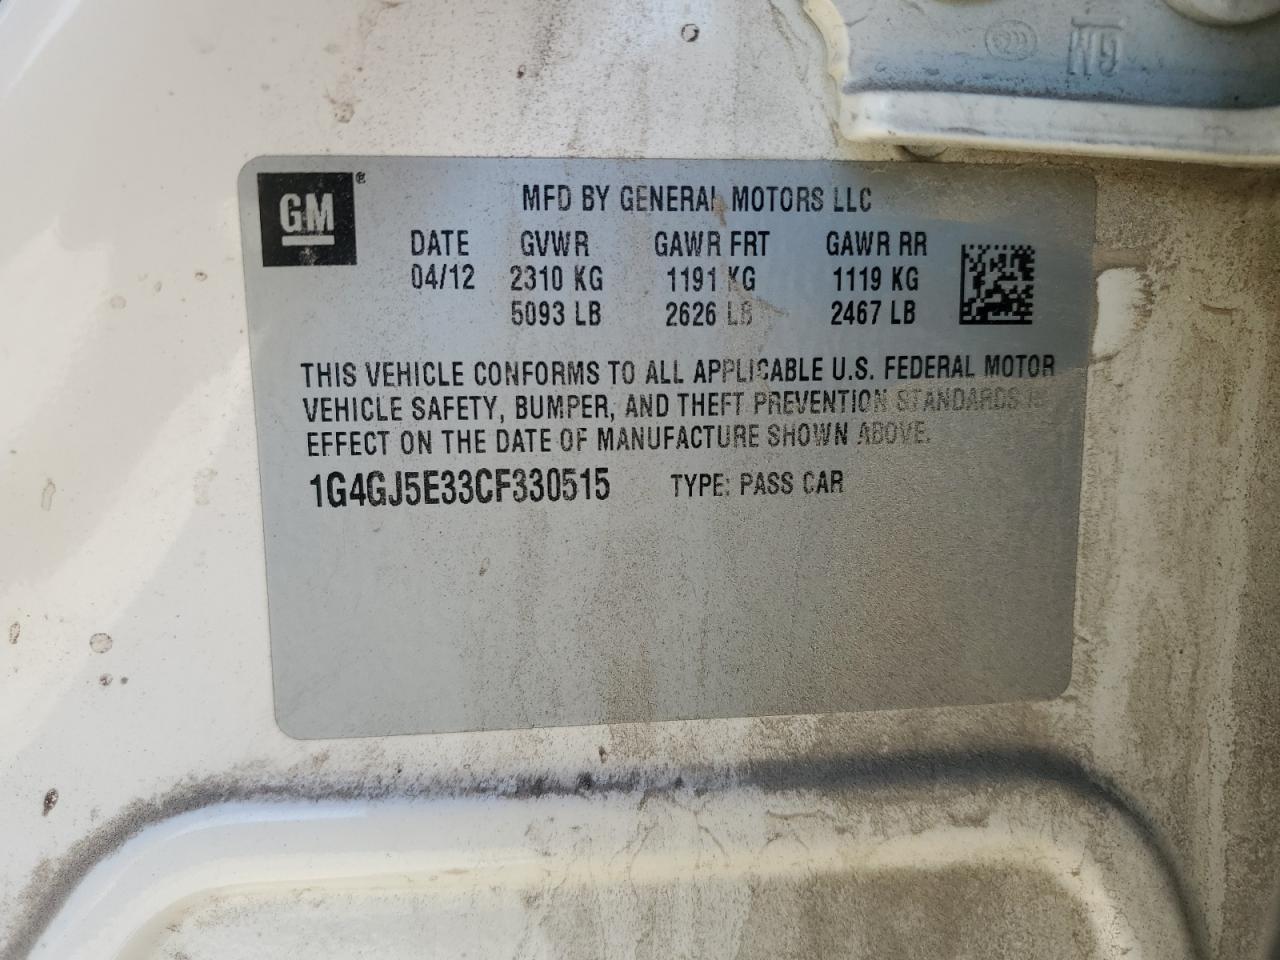 GM®
MFD BY GENERAL MOTORS LLC
DATE GVWR GAWR FRT GAWR RR
04/12 2310 KG 1191 KG 1119 KG
5093 LB 2626 LB 2467 LB
THIS VEHICLE CONFORMS TO ALL APPLICABLE U.S. FEDERAL MOTOR
VEHICLE SAFETY, BUMPER, AND THEFT PREVENTION STANDARDS IN
EFFECT ON THE DATE OF MANUFACTURE SHOWN ABOVE.
1G4GJ5E33CF330515 TYPE: PASS CAR
GM